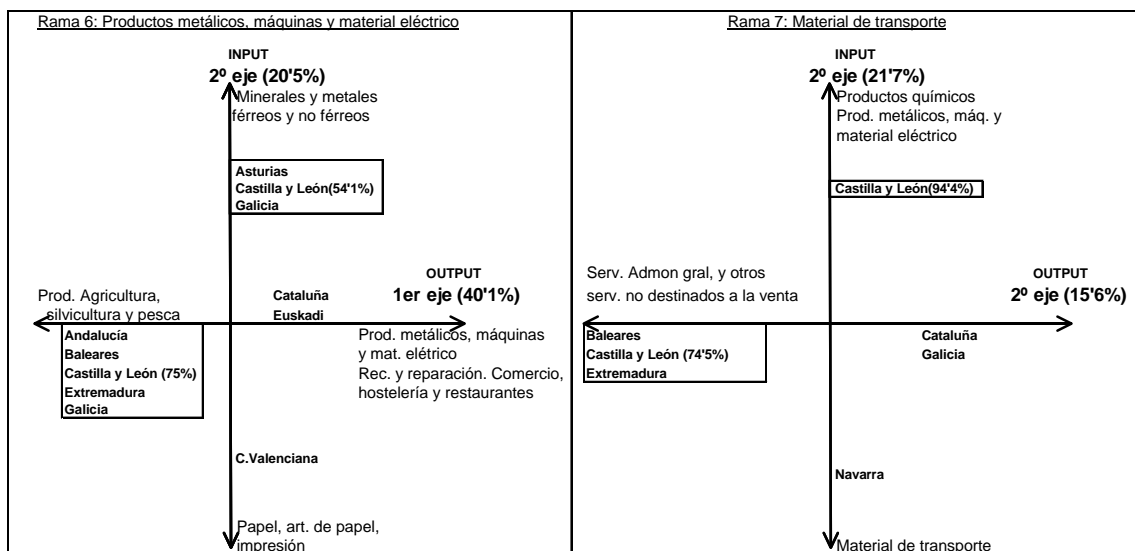 Rama 6: Productos metálicos, máquinas y material eléctrico
INPUT
2º eje (20'5%)
Minerales y metales
férreos y no férreos
Asturias
Castilla y León(54'1%)
Galicia
OUTPUT
1er eje (40'1%)
Prod. Agricultura,
silvicultura y pesca
Cataluña
Euskadi
Andalucía
Baleares
Castilla y León (75%)
Extremadura
Galicia
Prod. metálicos, máquinas
y mat. elétrico
Rec. y reparación. Comercio,
hostelería y restaurantes
C.Valenciana
Papel, art. de papel,
impresión
Rama 7: Material de transporte
INPUT
2º eje (21'7%)
Productos químicos
Prod. metálicos, máq. y
material eléctrico
Castilla y León(94'4%)
Serv. Admon gral, y otros
serv. no destinados a la venta
OUTPUT
2º eje (15'6%)
Baleares
Castilla y León (74'5%)
Extremadura
Cataluña
Galicia
Navarra
Material de transporte